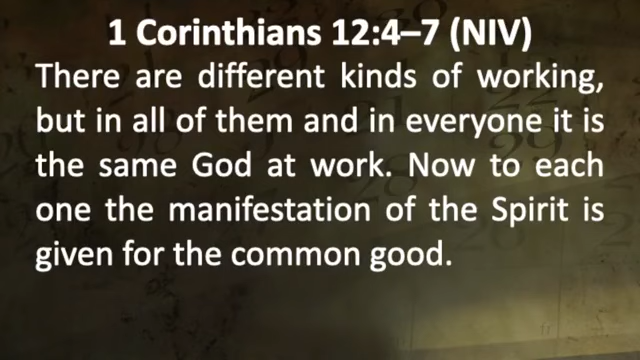 1 Corinthians 12:4–7 (NIV)
There are different kinds of working,
but in all of them and in everyone it is
the same God at work. Now to each
one the manifestation of the Spirit is
given for the common good.